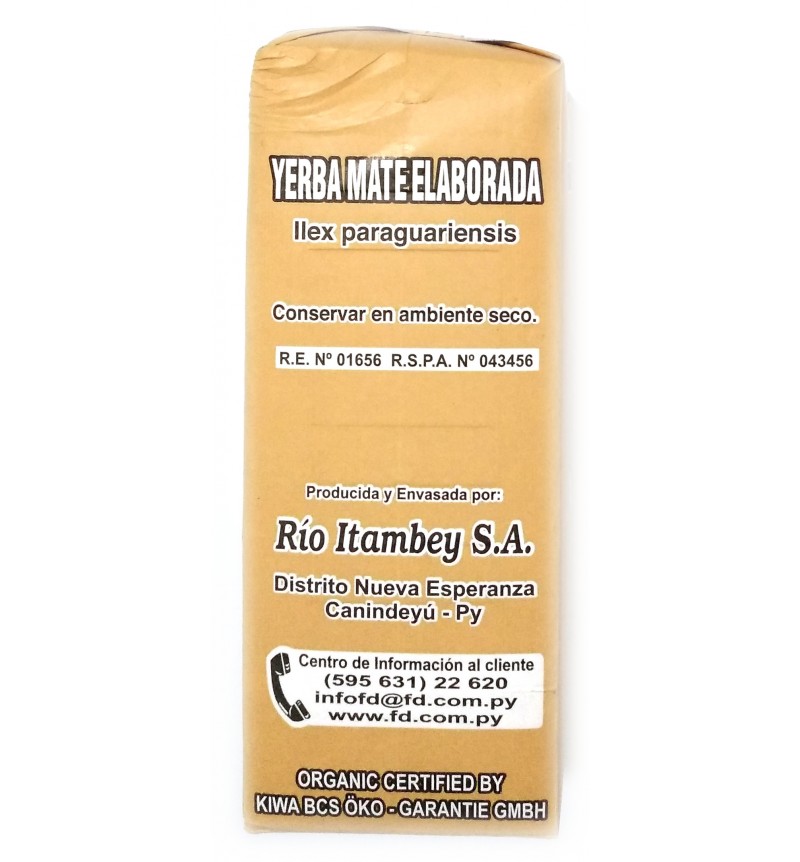 YERBA MATE ELABORADA
Ilex paraguariensis
Conservar en ambiente seco.
R.E. Nº 01656 R.S.P.A. Nº 043456
Producida y Envasada por:
Río Itambey S.A.
Distrito Nueva Esperanza
Canindeyú - Py
Centro de Información al cliente
(595 631) 22 620
infofd@fd.com.py
www.fd.com.py
ORGANIC CERTIFIED BY
KIWA BCS ÖKO - GARANTIE GMBH